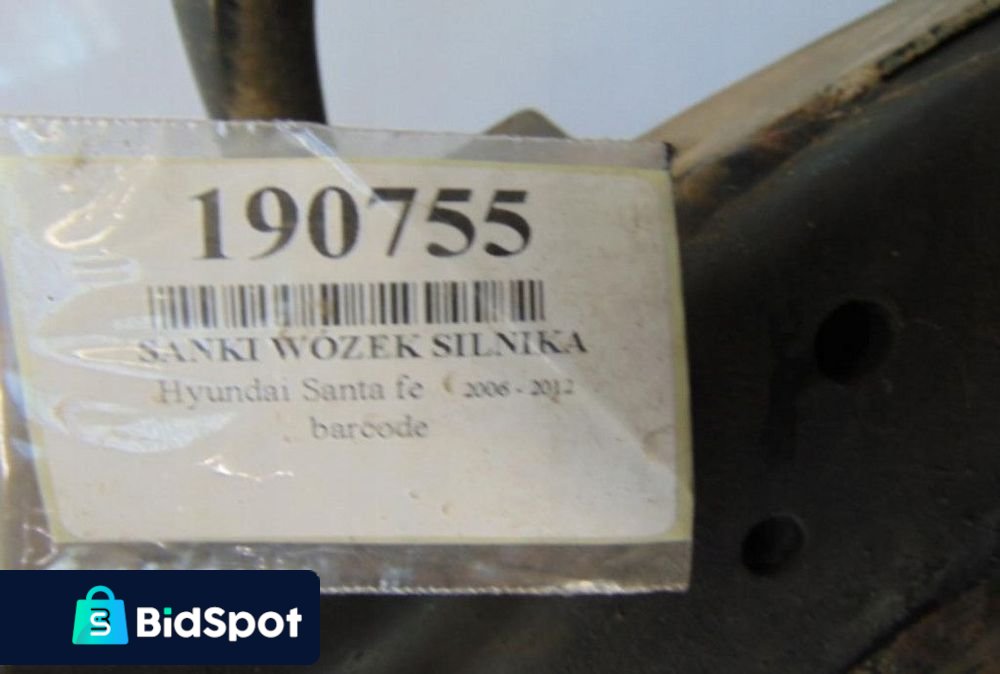 190755
SANKI WÓZEK SILNIKA
Hyundai Santa fe ( 2006 - 2012
barcode
BidSpot